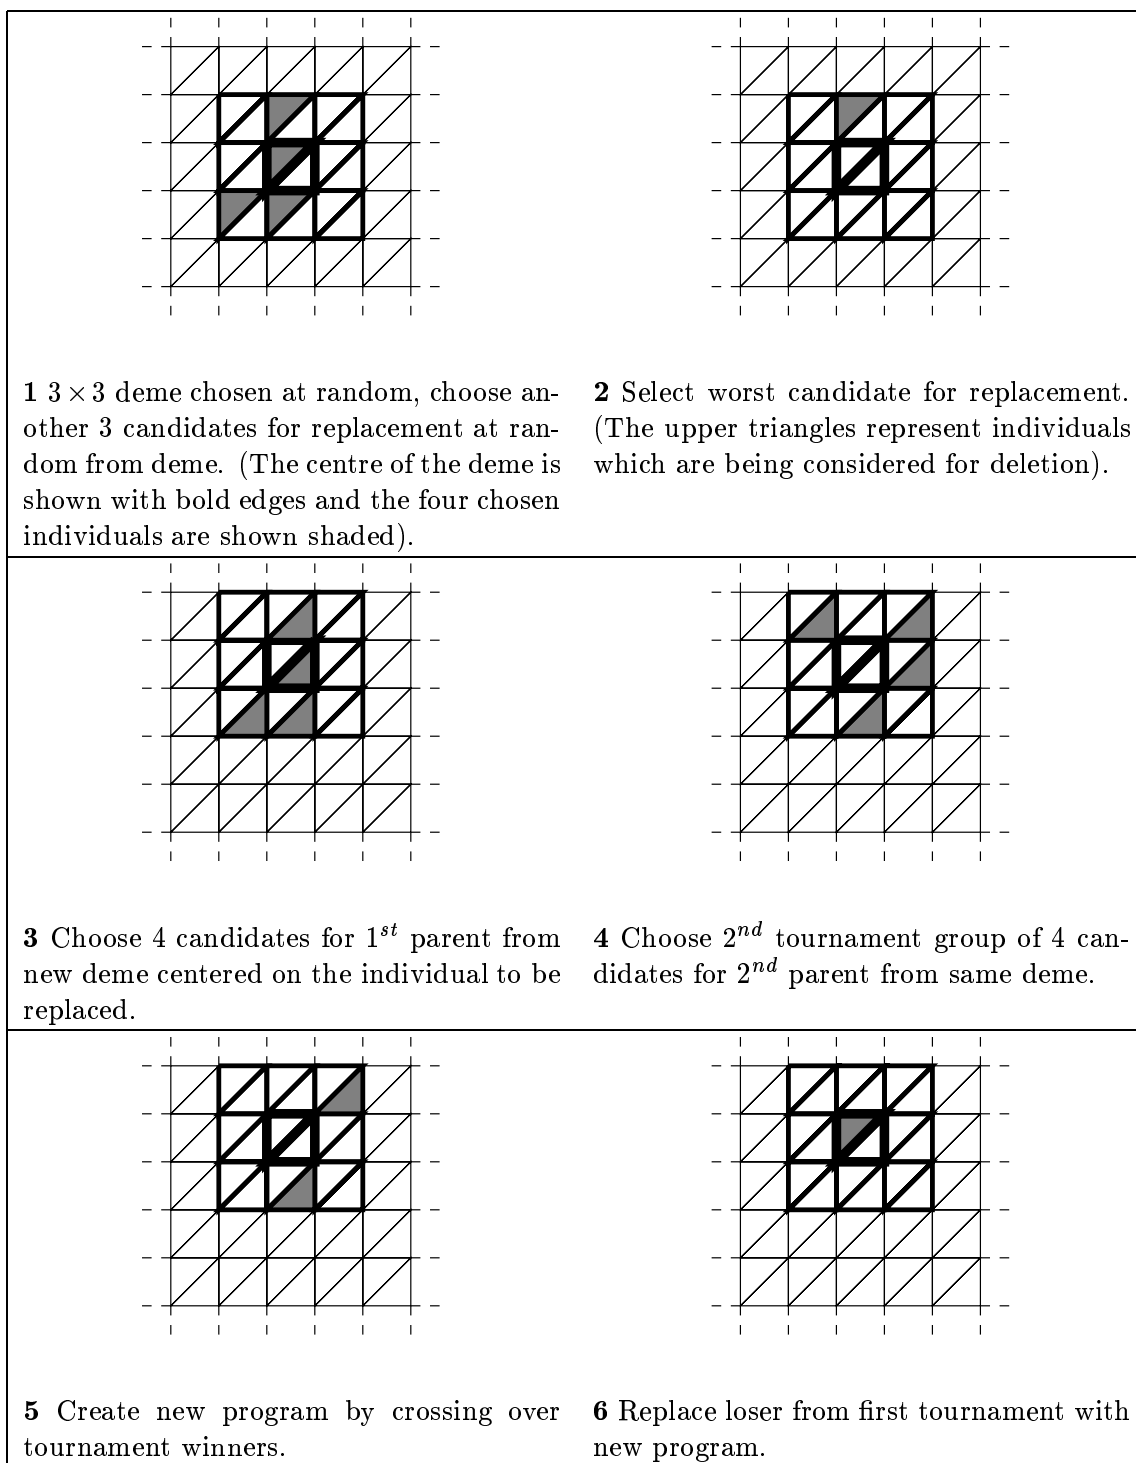 1 3×3 deme chosen at random, choose an-
other 3 candidates for replacement at ran-
dom from deme. (The centre of the deme is
shown with bold edges and the four chosen
individuals are shown shaded).
2 Select worst candidate for replacement.
(The upper triangles represent individuals
which are being considered for deletion).
3 Choose 4 candidates for 1st parent from
new deme centered on the individual to be
replaced.
4 Choose 2nd tournament group of 4 can-
didates for 2nd parent from same deme.
5 Create new program by crossing over
tournament winners.
6 Replace loser from first tournament with
new program.